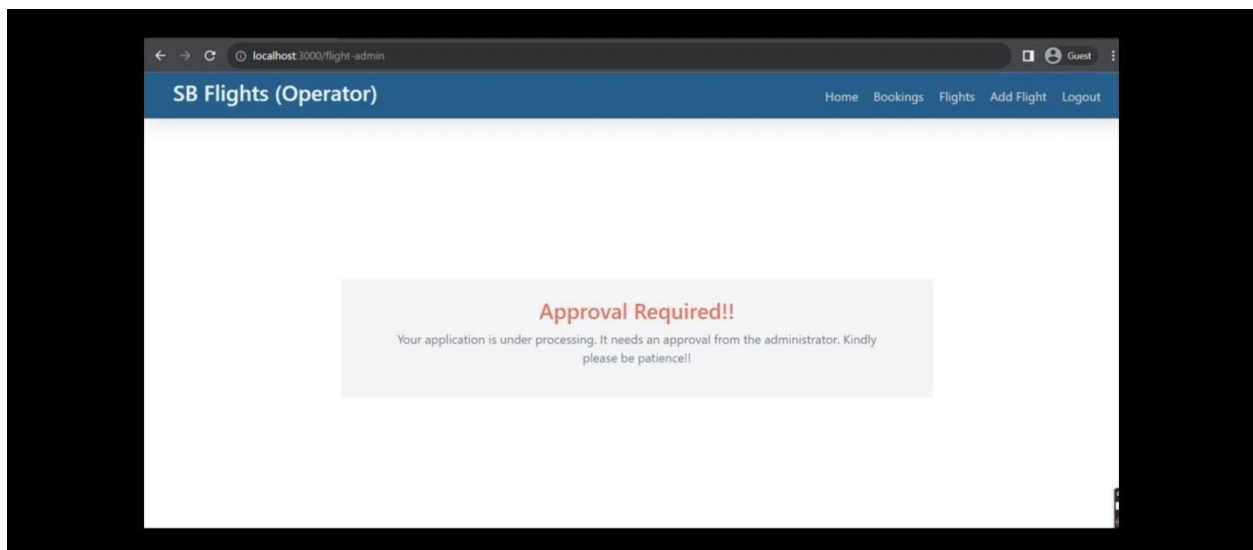 localhost:3000/flight-admin
Guest
SB Flights (Operator)
Home Bookings Flights Add Flight Logout
Approval Required!!
Your application is under processing. It needs an approval from the administrator. Kindly
please be patience!!